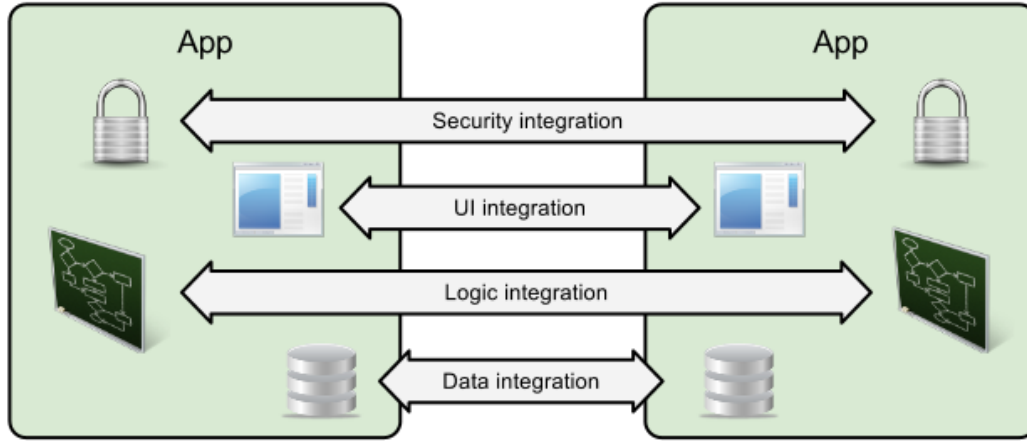 App
App
Security integration
UI integration
Logic integration
Data integration